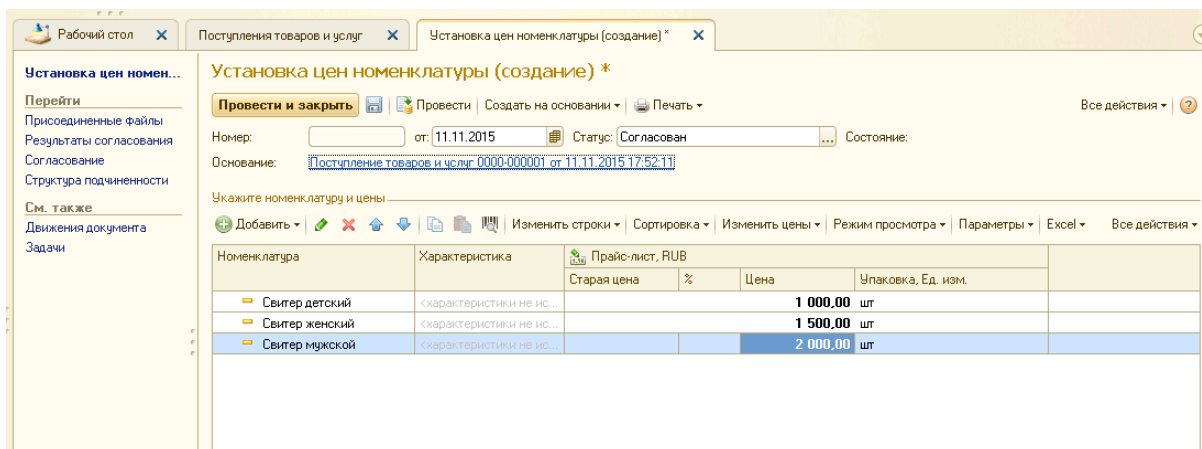 Рабочий стол Поступления товаров и услуг Установка цен номенклатуры (создание) *
Установка цен номен... Установка цен номенклатуры (создание) *
Перейти Провести и закрыть Провести Создать на основании Печать Все действия
Присоединенные файлы
Результаты согласования Номер: от: 11.11.2015 Статус: Согласован ... Состояние:
Согласование Основание: Поступление товаров и услуг 0000-000001 от 11.11.2015 17:52:11
Структура подчиненности
См. также Укажите номенклатуру и цены
Движения документа Добавить Изменить строки Сортировка Изменить цены Режим просмотра Параметры Excel Все действия
Задачи
Номенклатура Характеристика Прайс-лист, RUB
Старая цена % Цена Упаковка, Ед. изм.
Свитер детский <характеристики не ис... 1 000,00 шт
Свитер женский <характеристики не ис... 1 500,00 шт
Свитер мужской <характеристики не ис... 2 000,00 шт